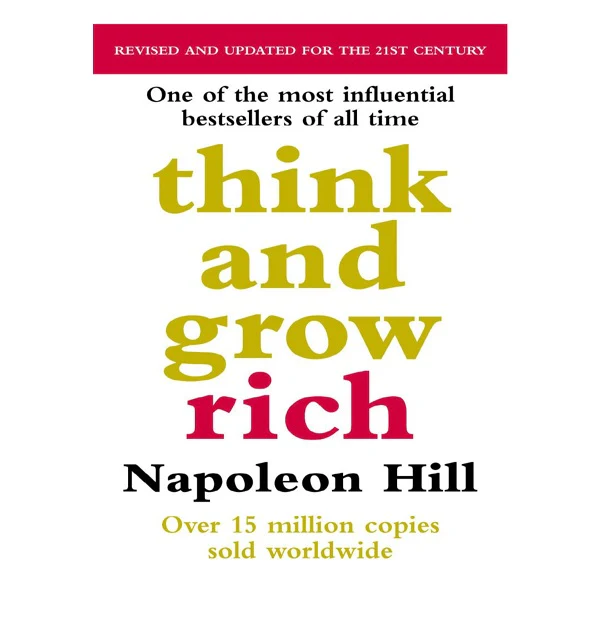 REVISED AND UPDATED FOR THE 21ST CENTURY
One of the most influential
bestsellers of all time
think
and
grow
rich
Napoleon Hill
Over 15 million copies
sold worldwide